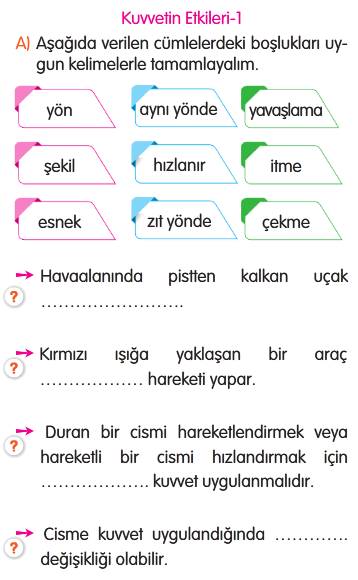 Kuvvetin Etkileri-1
A) Aşağıda verilen cümlelerdeki boşlukları uy-
gun kelimelerle tamamlayalım.
yön aynı yönde yavaşlama
şekil hızlanır itme
esnek zıt yönde çekme
➙ Havaalanında pistten kalkan uçak
? ……………………….
➙ Kırmızı ışığa yaklaşan bir araç
? ……………… hareketi yapar.
➙ Duran bir cismi hareketlendirmek veya
? hareketli bir cismi hızlandırmak için
………………. kuvvet uygulanmalıdır.
➙ Cisme kuvvet uygulandığında ………….
? değişikliği olabilir.